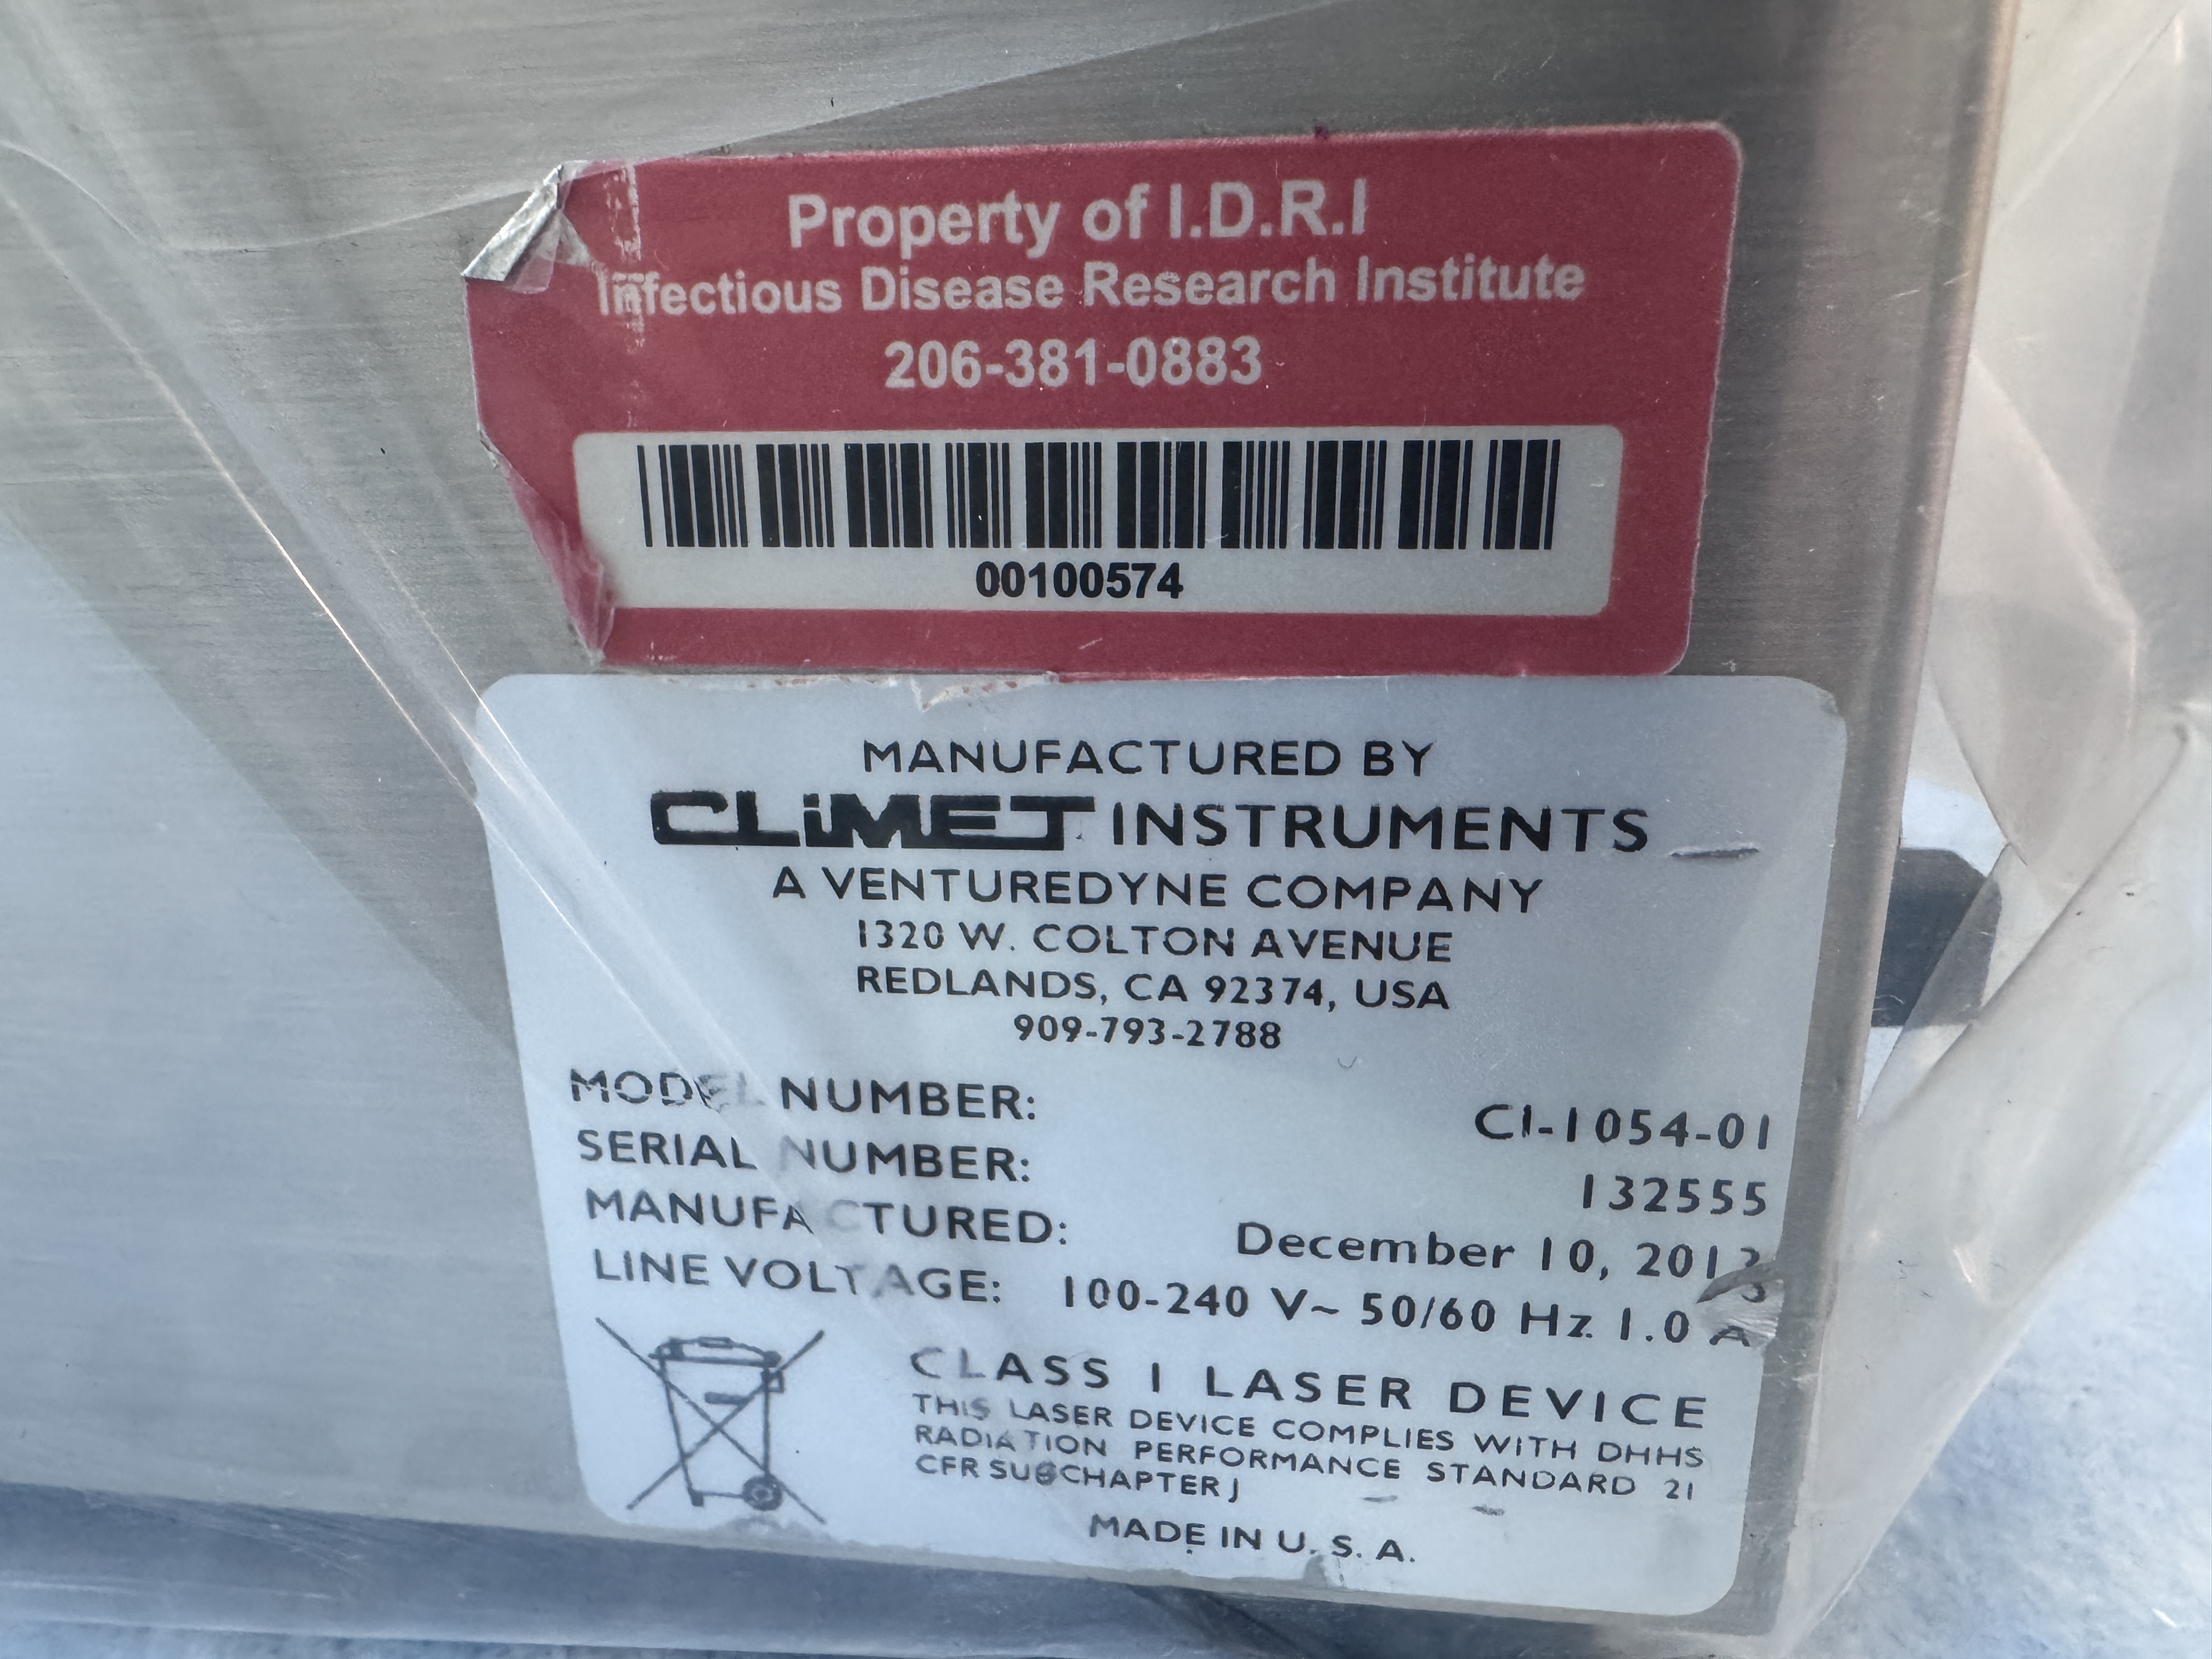 Property of I.D.R.I
Infectious Disease Research Institute
206-381-0883
00100574
MANUFACTURED BY
CLiMET INSTRUMENTS
A VENTUREDYNE COMPANY
1320 W. COLTON AVENUE
REDLANDS, CA 92374, USA
909-793-2788
MODEL NUMBER: CI-1054-01
SERIAL NUMBER: 132555
MANUFACTURED: December 10, 2013
LINE VOLTAGE: 100-240 V~ 50/60 Hz 1.0 A
CLASS 1 LASER DEVICE
THIS LASER DEVICE COMPLIES WITH DHHS
RADIATION PERFORMANCE STANDARD 21
CFR SUBCHAPTER J
MADE IN U.S.A.